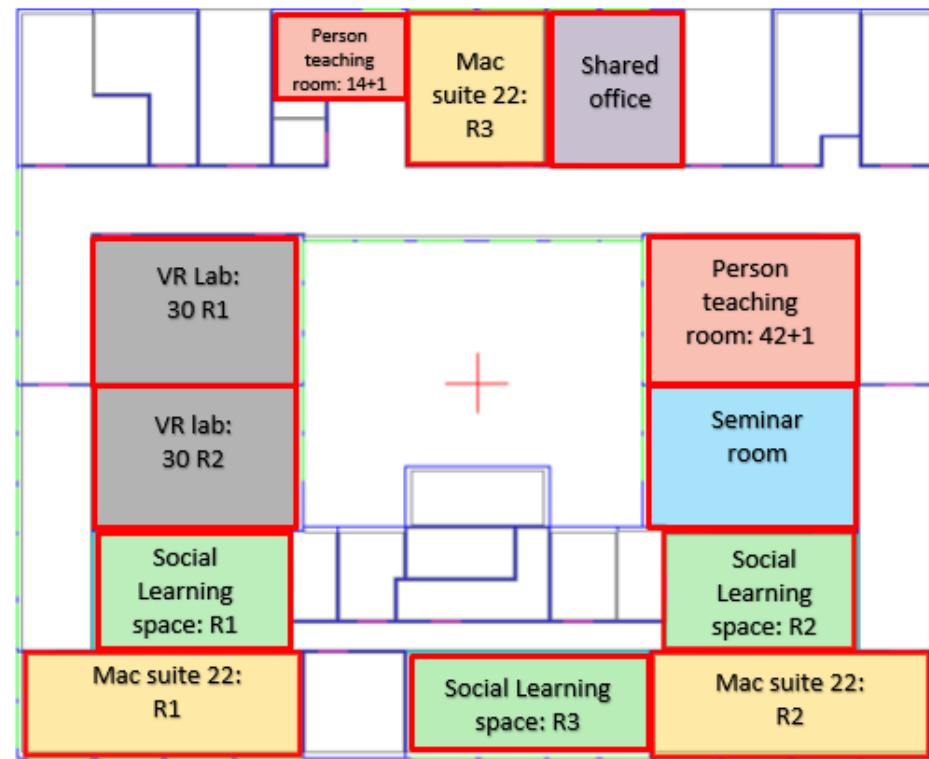 Person
teaching
room: 14+1
Mac
suite 22:
R3
Shared
office
VR Lab:
30 R1
Person
teaching
room: 42+1
VR lab:
30 R2
Seminar
room
Social
Learning
space: R1
Social
Learning
space: R2
Mac suite 22:
R1
Social Learning
space: R3
Mac suite 22:
R2